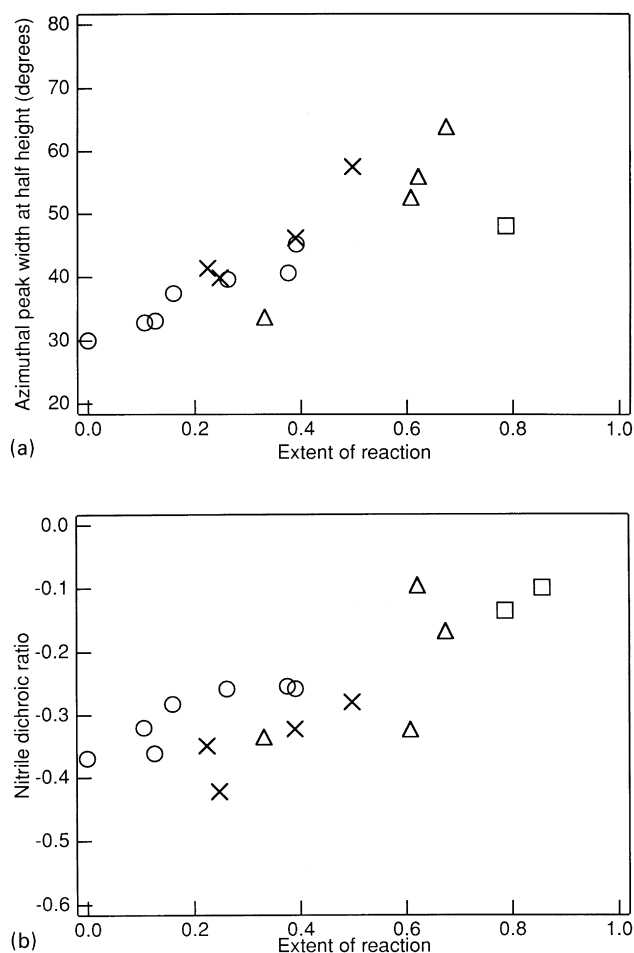 80
70
60
50
40
30
20
Azimuthal peak width at half height (degrees)
0.0 0.2 0.4 0.6 0.8 1.0
(a) Extent of reaction
0.0
-0.1
-0.2
-0.3
-0.4
-0.5
-0.6
Nitrile dichroic ratio
0.0 0.2 0.4 0.6 0.8 1.0
(b) Extent of reaction